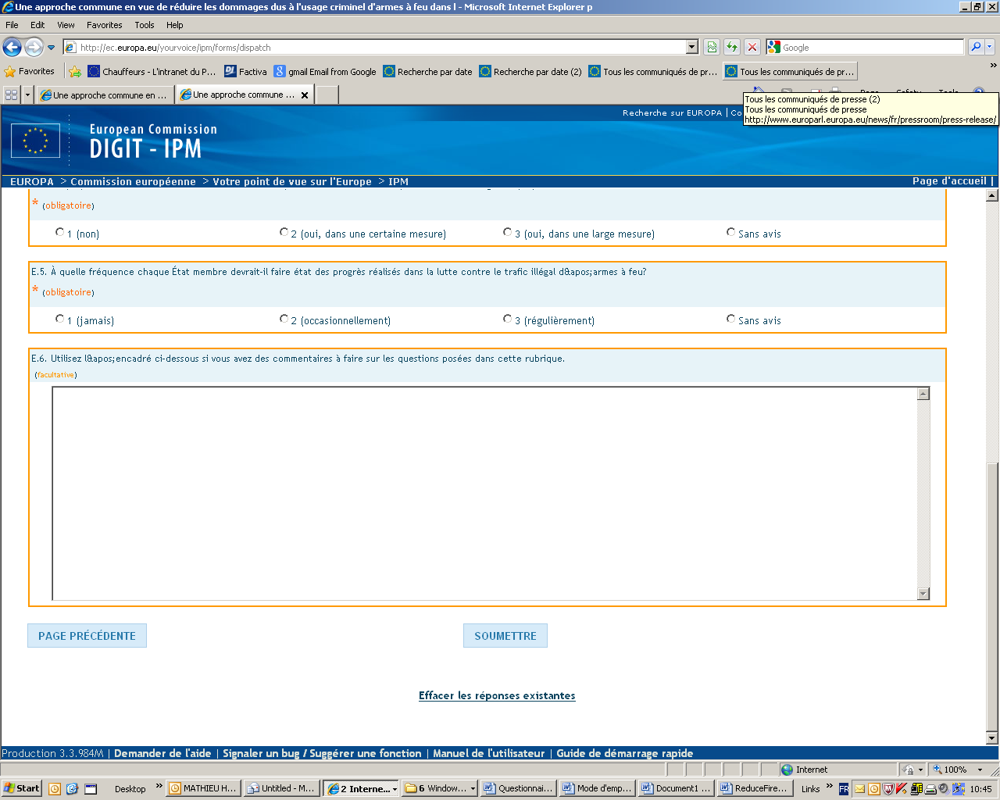 Une approche commune en vue de réduire les dommages dus à l'usage criminel d'armes à feu dans l - Microsoft Internet Explorer p
File Edit View Favorites Tools Help
http://ec.europa.eu/yourvoice/ipm/forms/dispatch
Google
Favorites
Chauffeurs - L'intranet du P...
Factiva
gmail Email from Google
Recherche par date
Recherche par date (2)
Tous les communiqués de pr...
Tous les communiqués de pr...
»
Une approche commune en ...
Une approche commune ...
Tous les communiqués de presse (2)
Tous les communiqués de presse
http://www.europarl.europa.eu/news/fr/pressroom/press-release/
Recherche sur EUROPA | Co
European Commission
DIGIT - IPM
EUROPA > Commission européenne > Votre point de vue sur l'Europe > IPM
Page d'accueil |
* (obligatoire)
1 (non)
2 (oui, dans une certaine mesure)
3 (oui, dans une large mesure)
Sans avis
E.5. À quelle fréquence chaque État membre devrait-il faire état des progrès réalisés dans la lutte contre le trafic illégal d&apos;armes à feu?
* (obligatoire)
1 (jamais)
2 (occasionnellement)
3 (régulièrement)
Sans avis
E.6. Utilisez l&apos;encadré ci-dessous si vous avez des commentaires à faire sur les questions posées dans cette rubrique.
(facultative)
PAGE PRÉCÉDENTE
SOUMETTRE
Effacer les réponses existantes
Production 3.3.984M | Demander de l'aide | Signaler un bug / Suggérer une fonction | Manuel de l'utilisateur | Guide de démarrage rapide
Internet
100%
Start
Desktop »
MATHIEU H...
Untitled - M...
2 Interne...
6 Window...
Questionnai...
Mode d'emp...
Document1 ...
ReduceFire...
Links »
FR
10:45